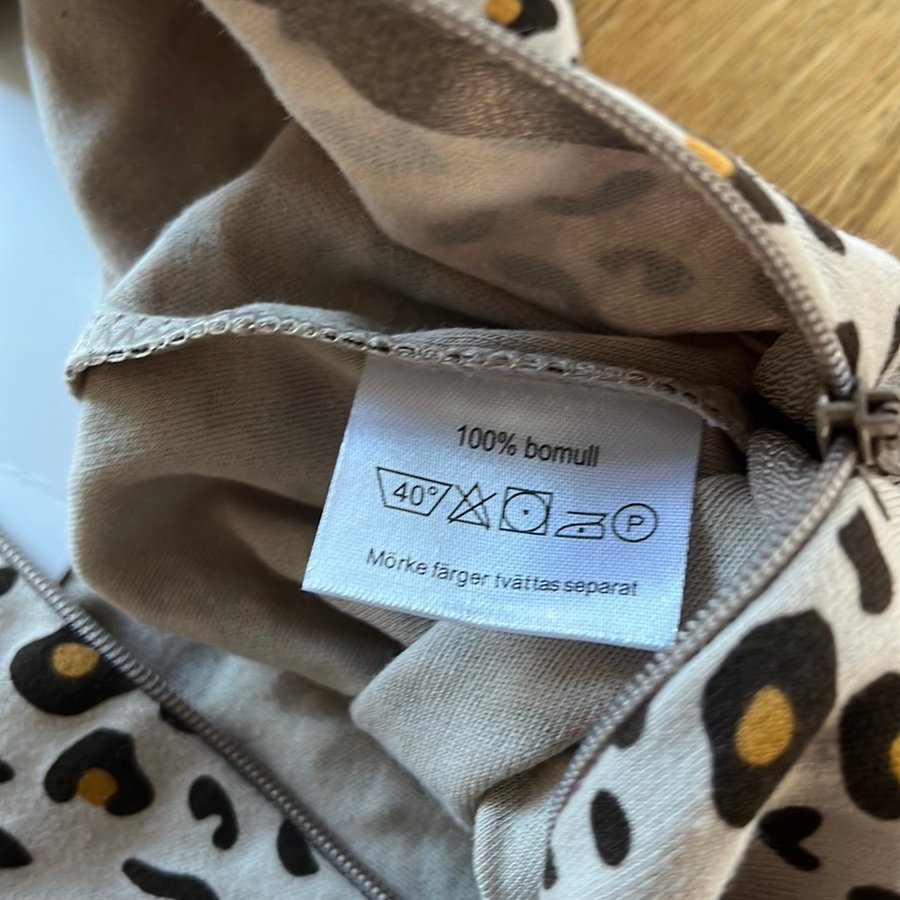 100% bomull
40° P
Mörke färger tvättas separat